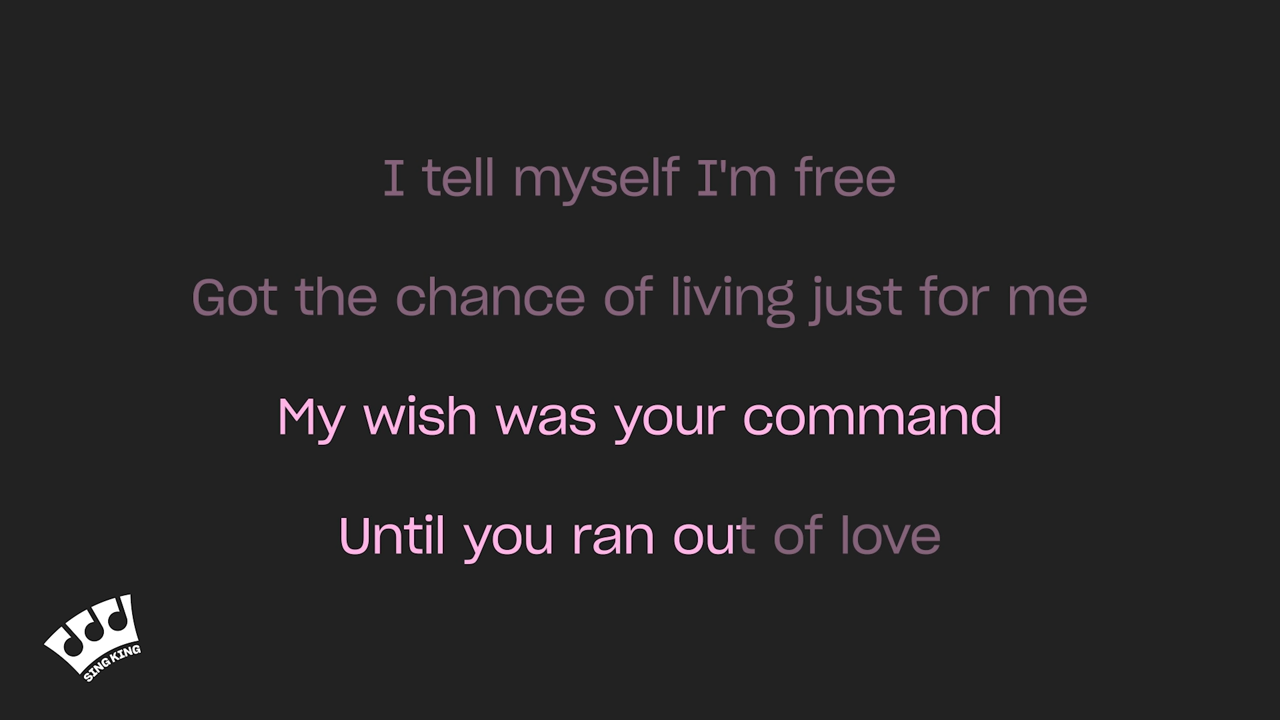 I tell myself I'm free
Got the chance of living just for me
My wish was your command
Until you ran out of love
SING KING